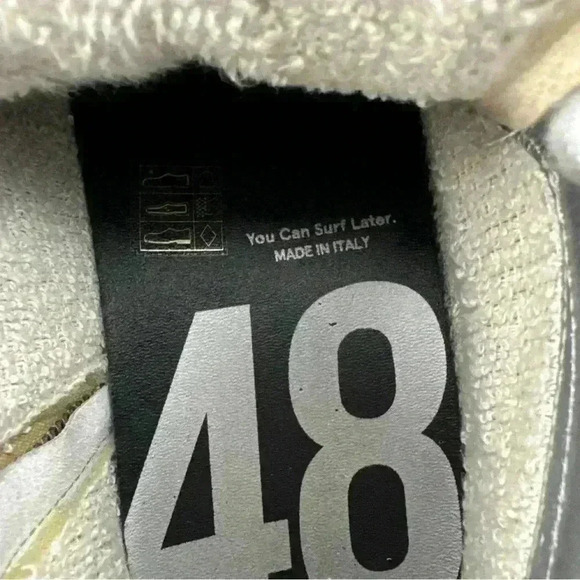 You Can Surf Later.
MADE IN ITALY
48